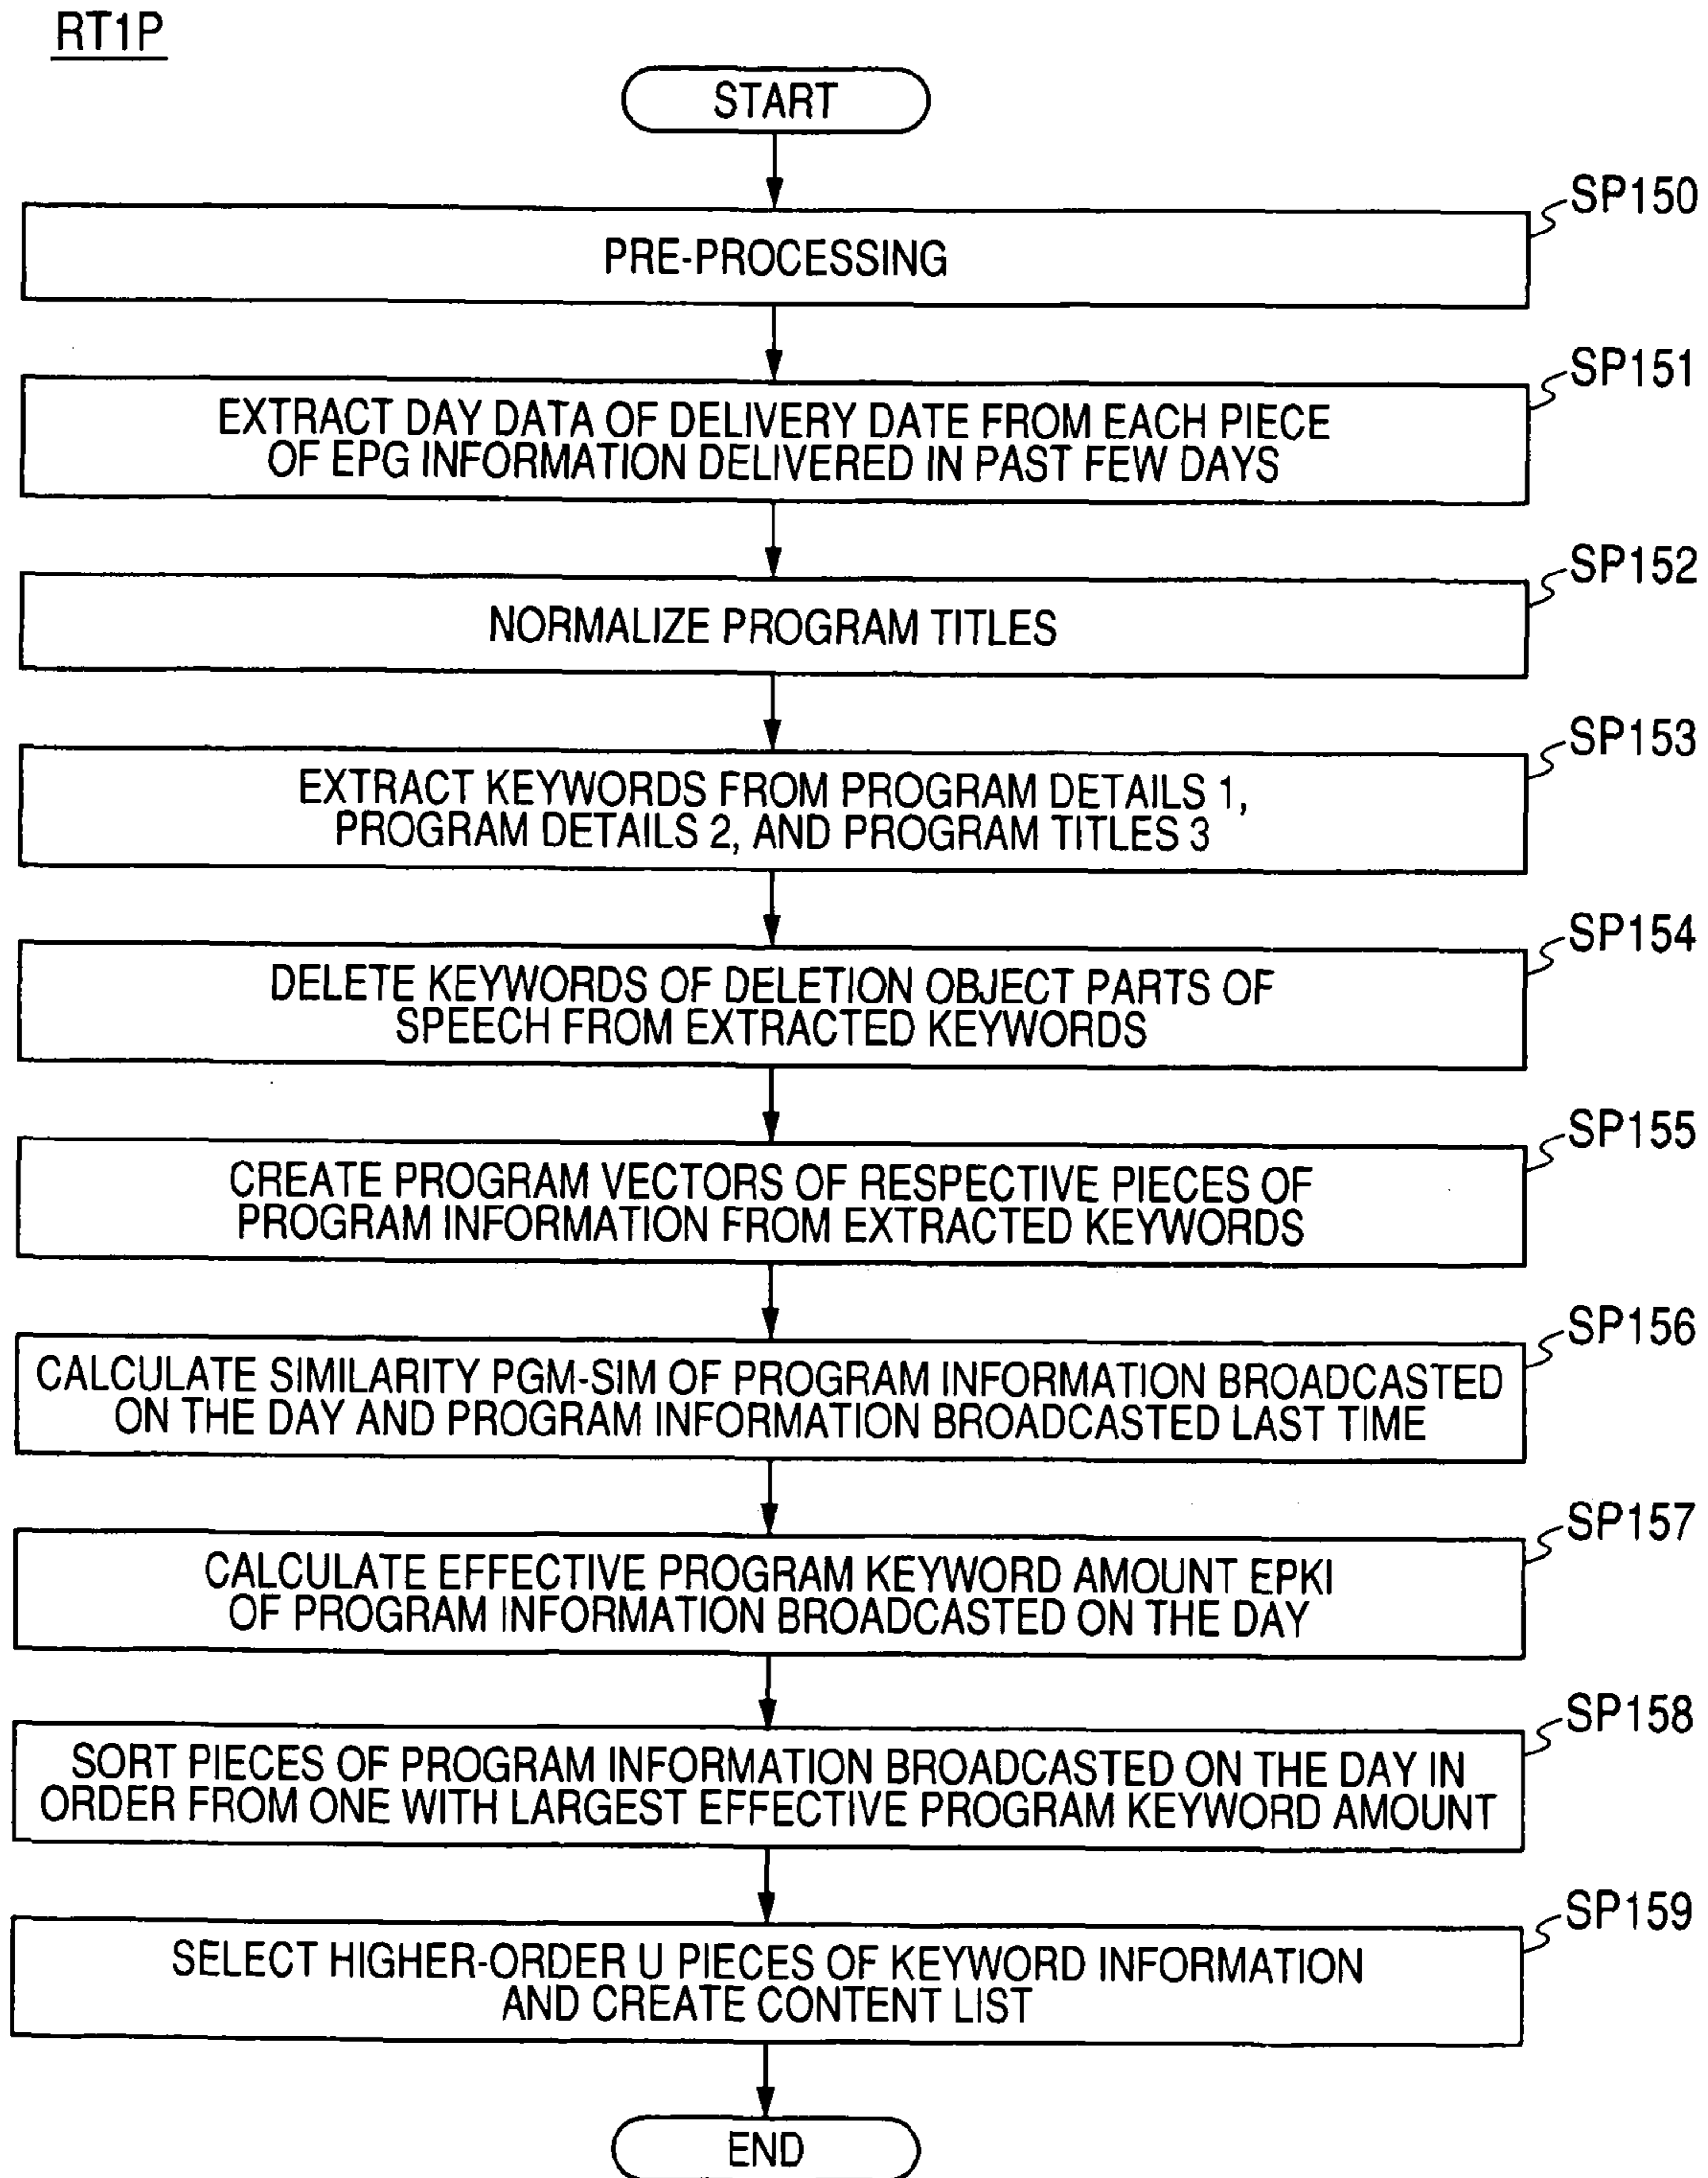 RT1P
START
SP150
PRE-PROCESSING
SP151
EXTRACT DAY DATA OF DELIVERY DATE FROM EACH PIECE
OF EPG INFORMATION DELIVERED IN PAST FEW DAYS
SP152
NORMALIZE PROGRAM TITLES
SP153
EXTRACT KEYWORDS FROM PROGRAM DETAILS 1,
PROGRAM DETAILS 2, AND PROGRAM TITLES 3
SP154
DELETE KEYWORDS OF DELETION OBJECT PARTS OF
SPEECH FROM EXTRACTED KEYWORDS
SP155
CREATE PROGRAM VECTORS OF RESPECTIVE PIECES OF
PROGRAM INFORMATION FROM EXTRACTED KEYWORDS
SP156
CALCULATE SIMILARITY PGM-SIM OF PROGRAM INFORMATION BROADCASTED
ON THE DAY AND PROGRAM INFORMATION BROADCASTED LAST TIME
SP157
CALCULATE EFFECTIVE PROGRAM KEYWORD AMOUNT EPKI
OF PROGRAM INFORMATION BROADCASTED ON THE DAY
SP158
SORT PIECES OF PROGRAM INFORMATION BROADCASTED ON THE DAY IN
ORDER FROM ONE WITH LARGEST EFFECTIVE PROGRAM KEYWORD AMOUNT
SP159
SELECT HIGHER-ORDER U PIECES OF KEYWORD INFORMATION
AND CREATE CONTENT LIST
END